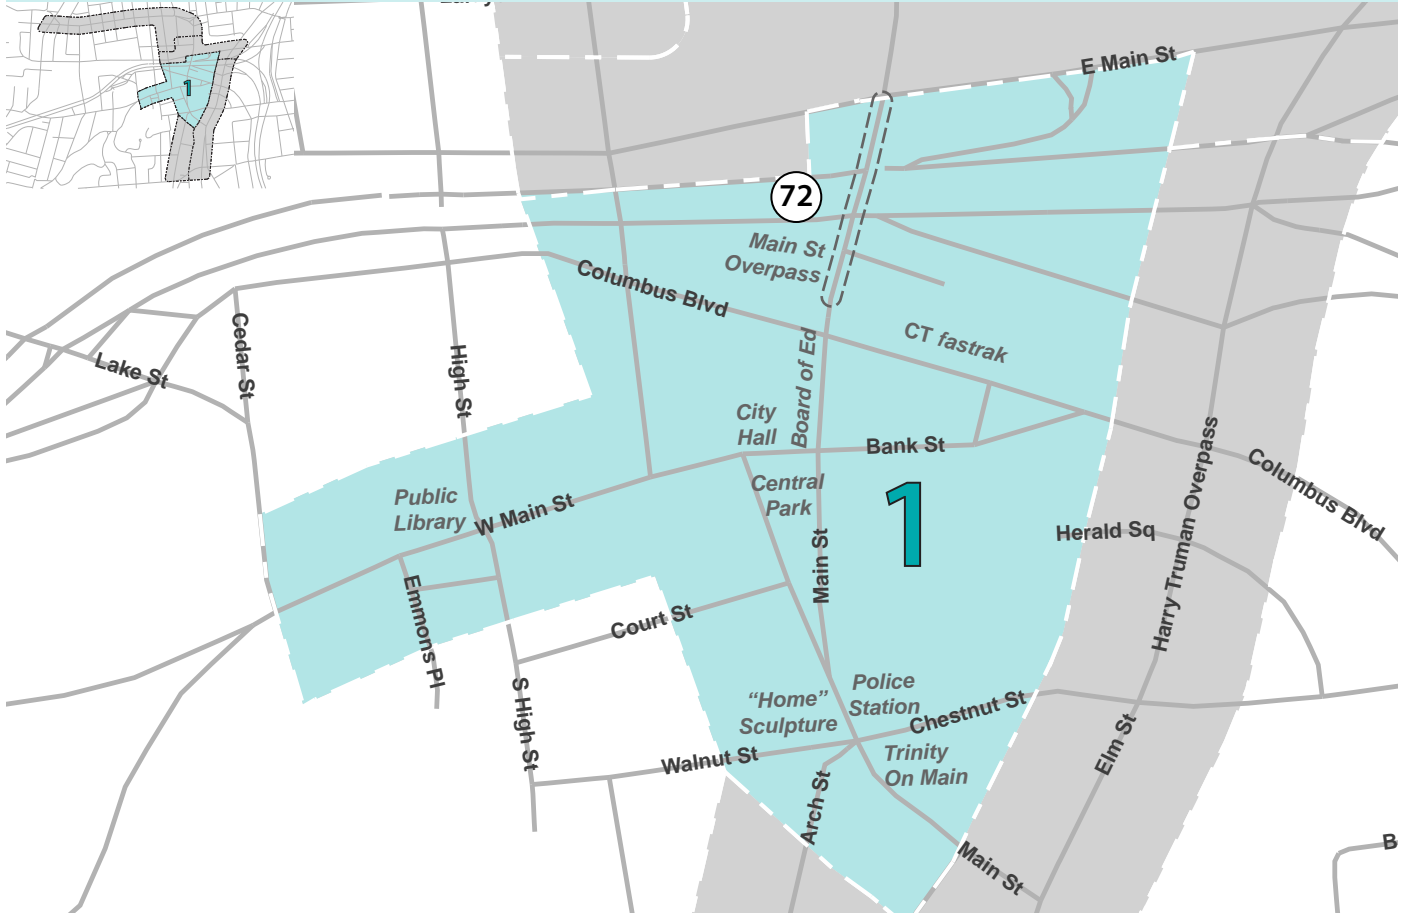 1
E Main St
72
Main St
Overpass
Columbus Blvd
Cedar St
Lake St
High St
CT fastrak
Board of Ed
City
Hall
Bank St
Harry Truman Overpass
Columbus Blvd
Public
Library
W Main St
Central
Park
1
Main St
Herald Sq
Emmons Pl
Court St
S High St
"Home"
Sculpture
Police
Station
Chestnut St
Elm St
Walnut St
Trinity
On Main
Arch St
Main St
B